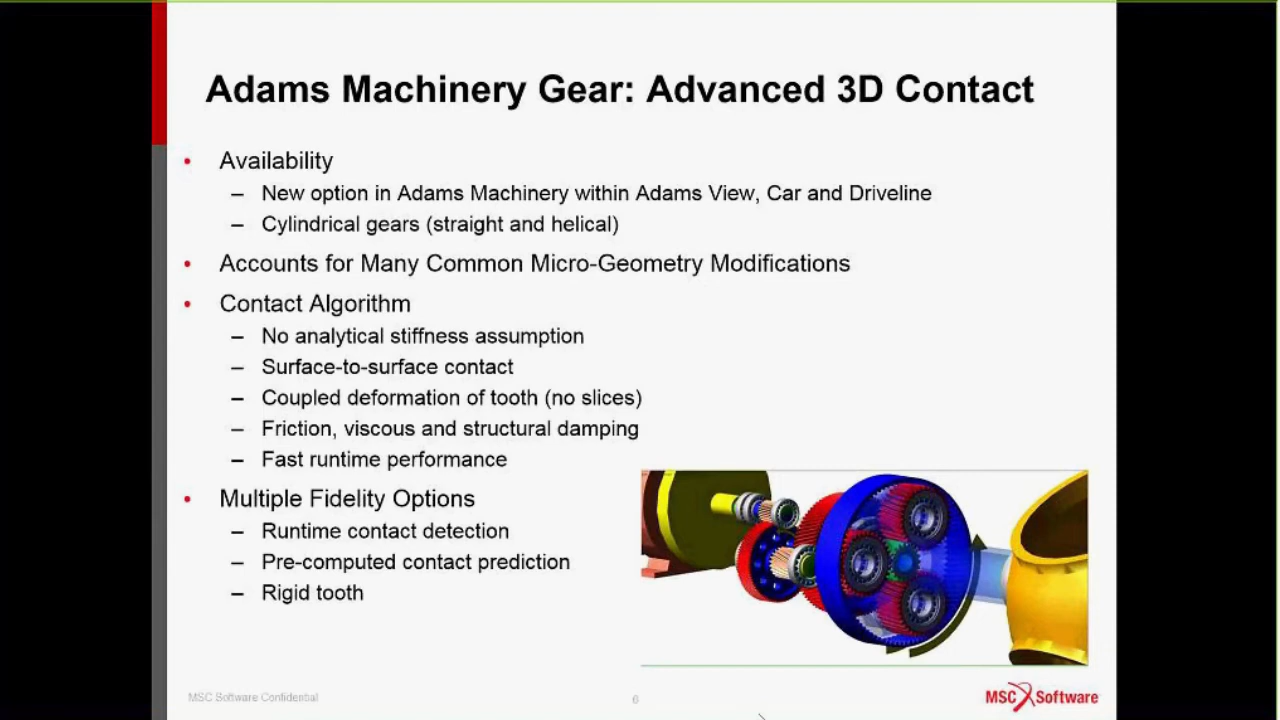 Adams Machinery Gear: Advanced 3D Contact
• Availability
– New option in Adams Machinery within Adams View, Car and Driveline
– Cylindrical gears (straight and helical)
• Accounts for Many Common Micro-Geometry Modifications
• Contact Algorithm
– No analytical stiffness assumption
– Surface-to-surface contact
– Coupled deformation of tooth (no slices)
– Friction, viscous and structural damping
– Fast runtime performance
• Multiple Fidelity Options
– Runtime contact detection
– Pre-computed contact prediction
– Rigid tooth
MSC Software Confidential
6
MSC Software